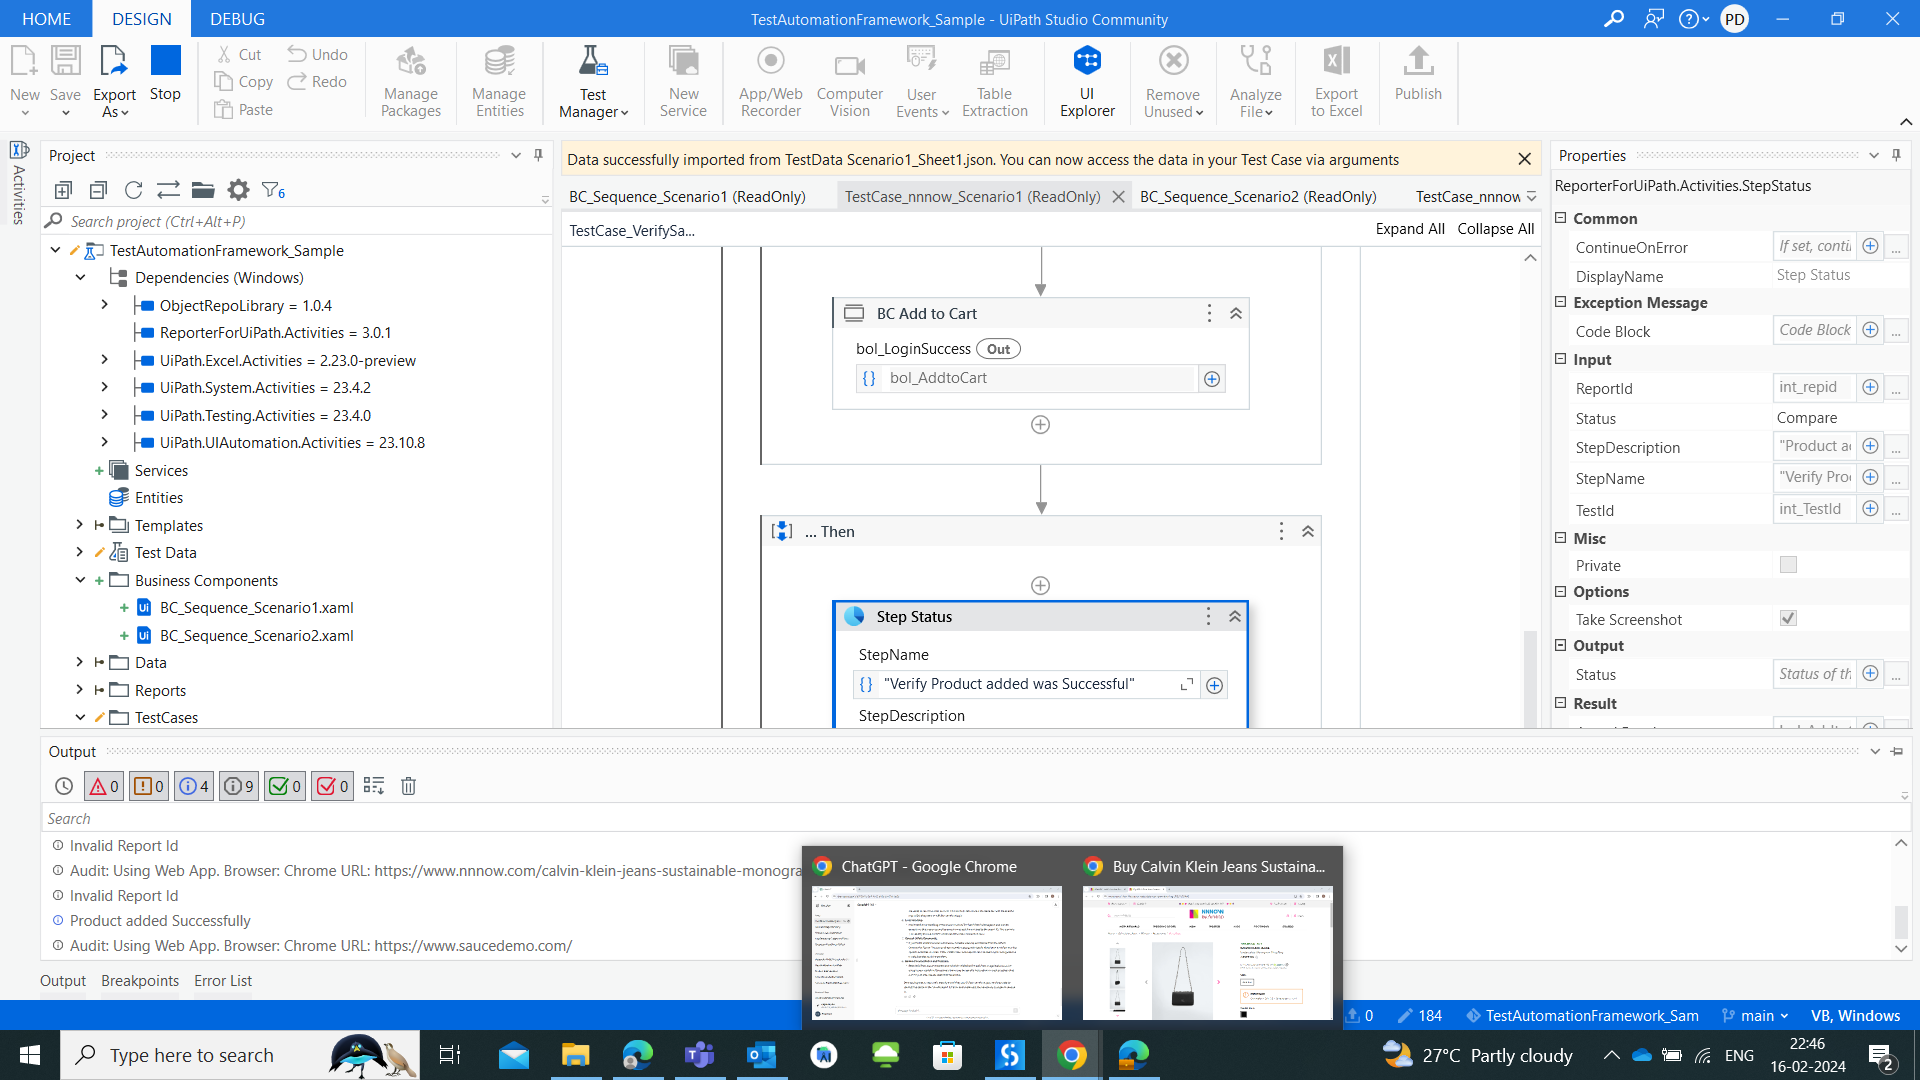 HOME DESIGN DEBUG
TestAutomationFramework_Sample - UiPath Studio Community
PD
New
Save
Export As
Stop
Cut
Copy
Paste
Undo
Redo
Manage Packages
Manage Entities
Test Manager
New Service
App/Web Recorder
Computer Vision
User Events
Table Extraction
UI Explorer
Remove Unused
Analyze File
Export to Excel
Publish
Activities
Project
6
Search project (Ctrl+Alt+P)
TestAutomationFramework_Sample
Dependencies (Windows)
ObjectRepoLibrary = 1.0.4
ReporterForUiPath.Activities = 3.0.1
UiPath.Excel.Activities = 2.23.0-preview
UiPath.System.Activities = 23.4.2
UiPath.Testing.Activities = 23.4.0
UiPath.UIAutomation.Activities = 23.10.8
Services
Entities
Templates
Test Data
Business Components
BC_Sequence_Scenario1.xaml
BC_Sequence_Scenario2.xaml
Data
Reports
TestCases
Data successfully imported from TestData Scenario1_Sheet1.json. You can now access the data in your Test Case via arguments
BC_Sequence_Scenario1 (ReadOnly) TestCase_nnnow_Scenario1 (ReadOnly) BC_Sequence_Scenario2 (ReadOnly) TestCase_nnnow
TestCase_VerifySa...
Expand All Collapse All
BC Add to Cart
bol_LoginSuccess Out
{} bol_AddtoCart
... Then
Step Status
StepName
{} "Verify Product added was Successful"
StepDescription
Properties
ReporterForUiPath.Activities.StepStatus
Common
ContinueOnError If set, conti ...
DisplayName Step Status
Exception Message
Code Block Code Block ...
Input
ReportId int_repid ...
Status Compare
StepDescription "Product a ...
StepName "Verify Pro ...
TestId int_TestId ...
Misc
Private
Options
Take Screenshot
Output
Status Status of th ...
Result
Output
0 0 4 9 0 0
Search
Invalid Report Id
Audit: Using Web App. Browser: Chrome URL: https://www.nnnow.com/calvin-klein-jeans-sustainable-monogra
Invalid Report Id
Product added Successfully
Audit: Using Web App. Browser: Chrome URL: https://www.saucedemo.com/
Output Breakpoints Error List
ChatGPT - Google Chrome
Buy Calvin Klein Jeans Sustaina...
NNNOW
0 184 TestAutomationFramework_Sam main VB, Windows
Type here to search
27°C Partly cloudy
ENG
22:46
16-02-2024
2